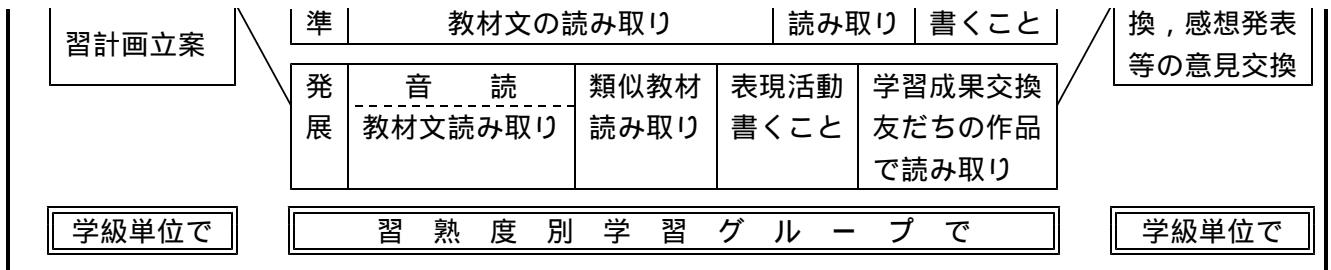 習計画立案
準 教材文の読み取り 読み取り 書くこと
換，感想発表
等の意見交換
発展
音　　読
教材文読み取り
類似教材
読み取り
表現活動
書くこと
学習成果交換
友だちの作品
で読み取り
学級単位で
習　熟　度　別　学　習　グ　ル　ー　プ　で
学級単位で